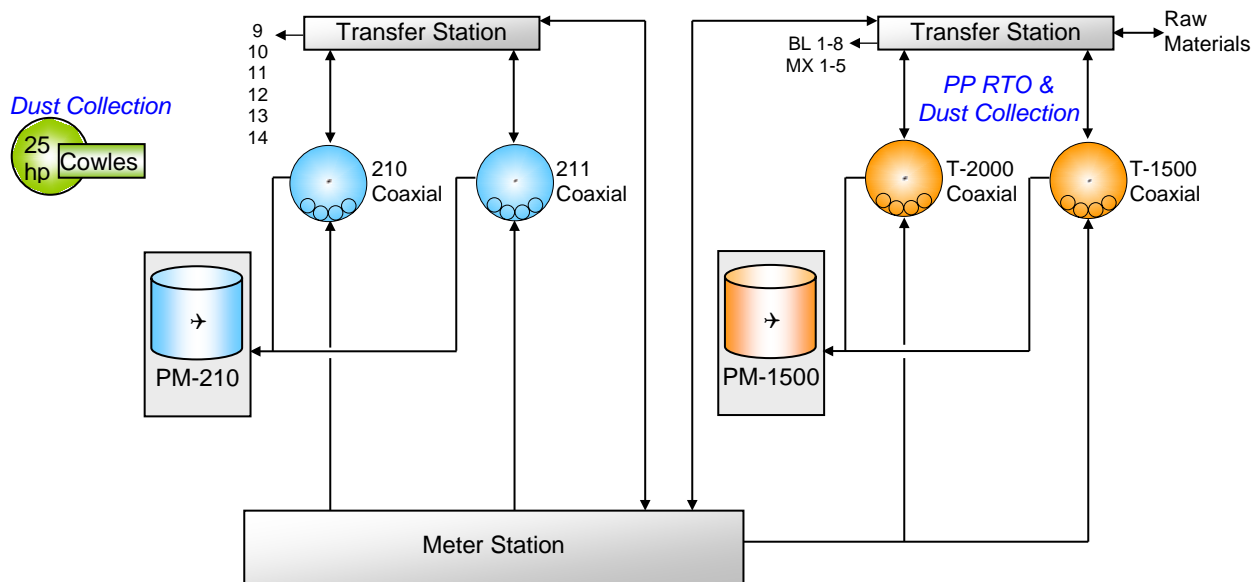 9
10
11
12
13
14
Transfer Station
Dust Collection
25
hp
Cowles
210
Coaxial
211
Coaxial
PM-210
BL 1-8
MX 1-5
Transfer Station
Raw
Materials
PP RTO &
Dust Collection
T-2000
Coaxial
T-1500
Coaxial
PM-1500
Meter Station